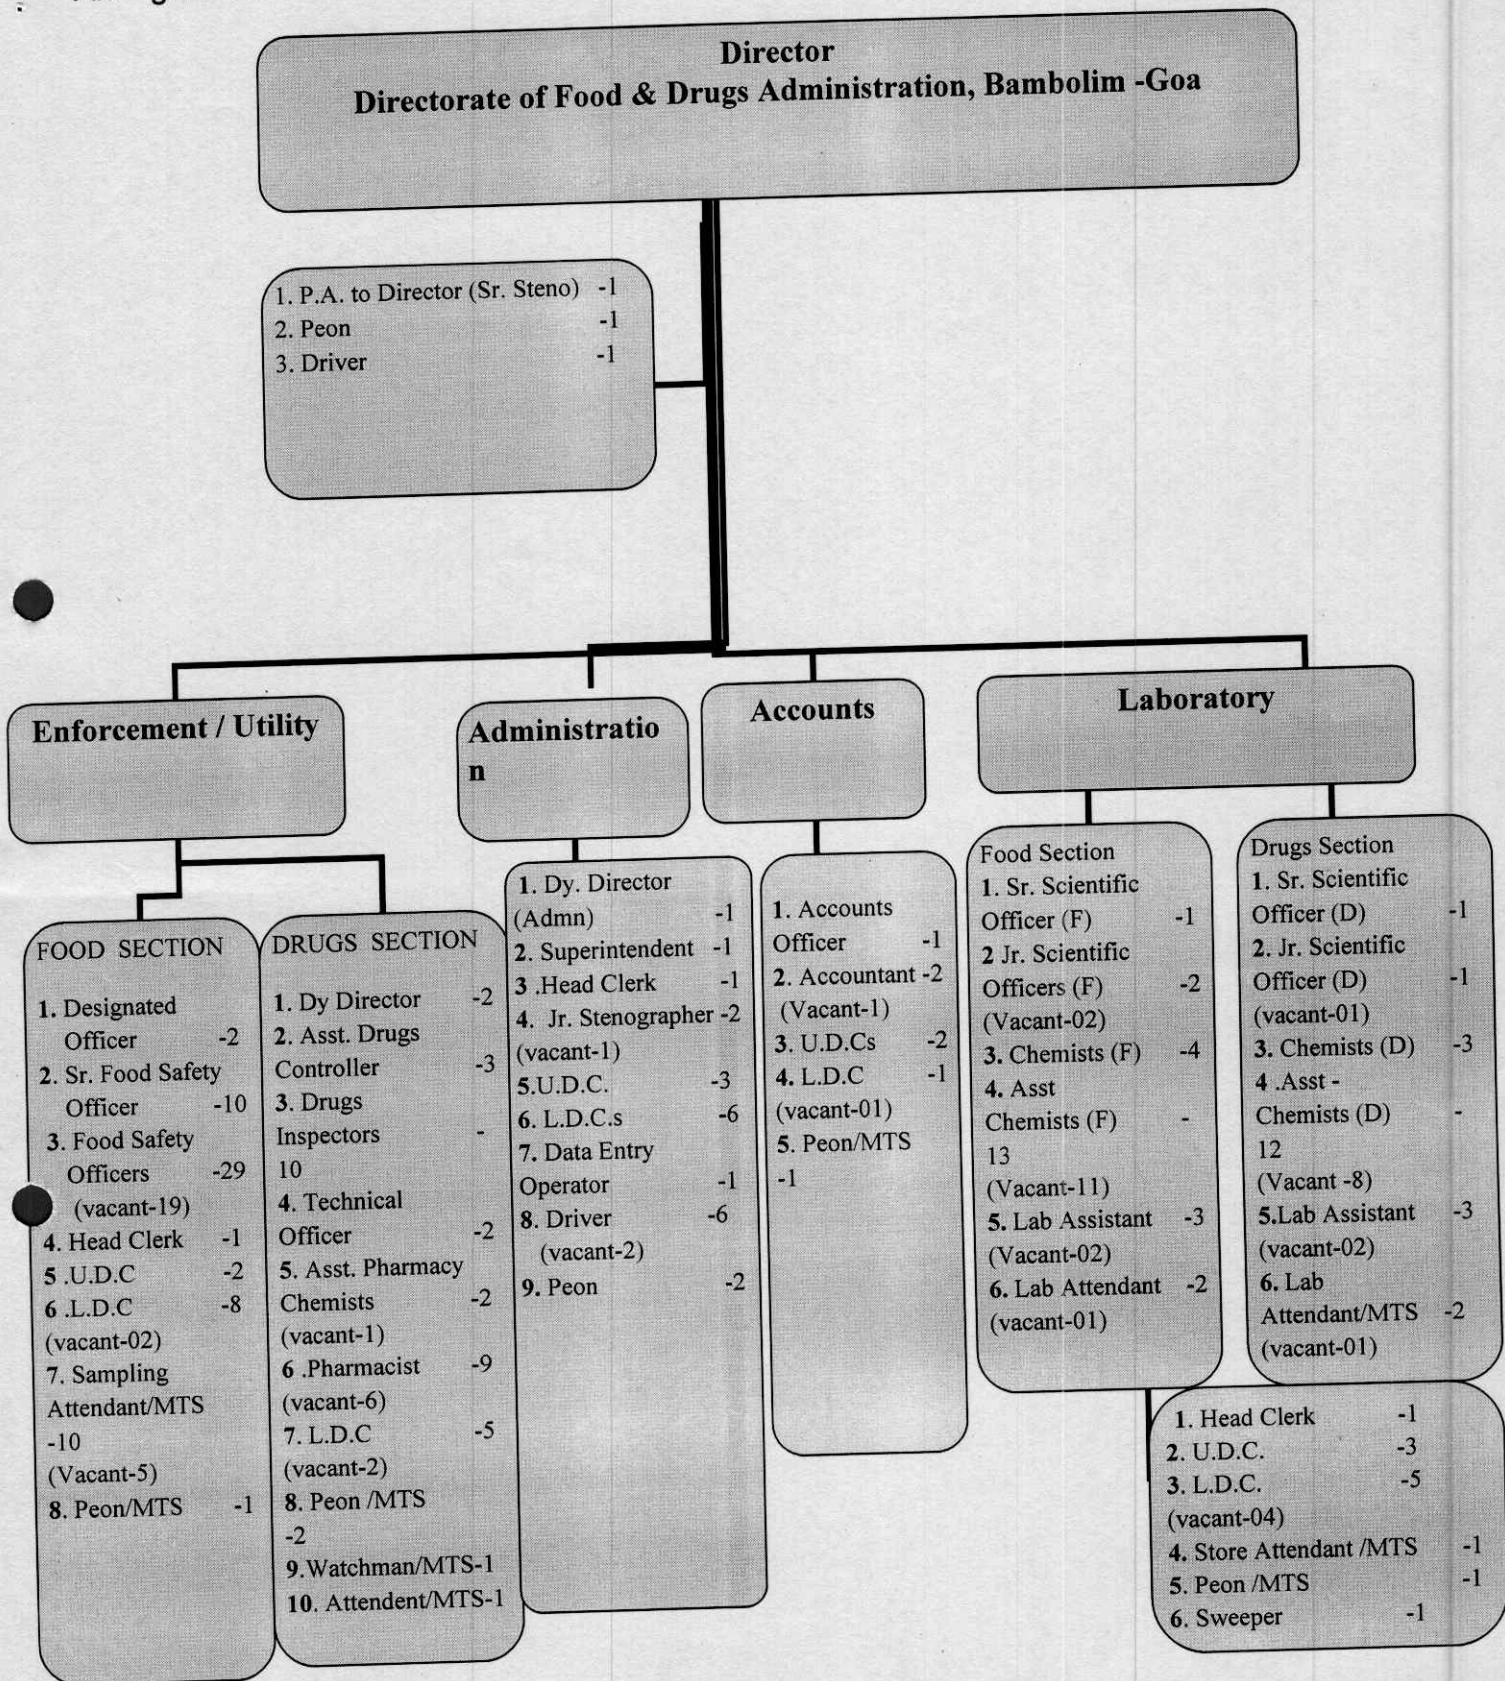 Director
Directorate of Food & Drugs Administration, Bambolim -Goa
1. P.A. to Director (Sr. Steno) -1
2. Peon -1
3. Driver -1
Enforcement / Utility
Administratio
n
Accounts
Laboratory
FOOD SECTION
1. Designated
Officer -2
2. Sr. Food Safety
Officer -10
3. Food Safety
Officers -29
(vacant-19)
4. Head Clerk -1
5 .U.D.C -2
6 .L.D.C -8
(vacant-02)
7. Sampling
Attendant/MTS
-10
(Vacant-5)
8. Peon/MTS -1
DRUGS SECTION
1. Dy Director -2
2. Asst. Drugs
Controller -3
3. Drugs
Inspectors -
10
4. Technical
Officer -2
5. Asst. Pharmacy
Chemists -2
(vacant-1)
6 .Pharmacist -9
(vacant-6)
7. L.D.C -5
(vacant-2)
8. Peon /MTS
-2
9.Watchman/MTS-1
10. Attendent/MTS-1
1. Dy. Director
(Admn) -1
2. Superintendent -1
3 .Head Clerk -1
4. Jr. Stenographer -2
(vacant-1)
5.U.D.C. -3
6. L.D.C.s -6
7. Data Entry
Operator -1
8. Driver -6
(vacant-2)
9. Peon -2
1. Accounts
Officer -1
2. Accountant -2
(Vacant-1)
3. U.D.Cs -2
4. L.D.C -1
(vacant-01)
5. Peon/MTS
-1
Food Section
1. Sr. Scientific
Officer (F) -1
2 Jr. Scientific
Officers (F) -2
(Vacant-02)
3. Chemists (F) -4
4. Asst
Chemists (F) -
13
(Vacant-11)
5. Lab Assistant -3
(Vacant-02)
6. Lab Attendant -2
(vacant-01)
Drugs Section
1. Sr. Scientific
Officer (D) -1
2. Jr. Scientific
Officer (D) -1
(vacant-01)
3. Chemists (D) -3
4 .Asst -
Chemists (D) -
12
(Vacant -8)
5.Lab Assistant -3
(vacant-02)
6. Lab
Attendant/MTS -2
(vacant-01)
1. Head Clerk -1
2. U.D.C. -3
3. L.D.C. -5
(vacant-04)
4. Store Attendant /MTS -1
5. Peon /MTS -1
6. Sweeper -1